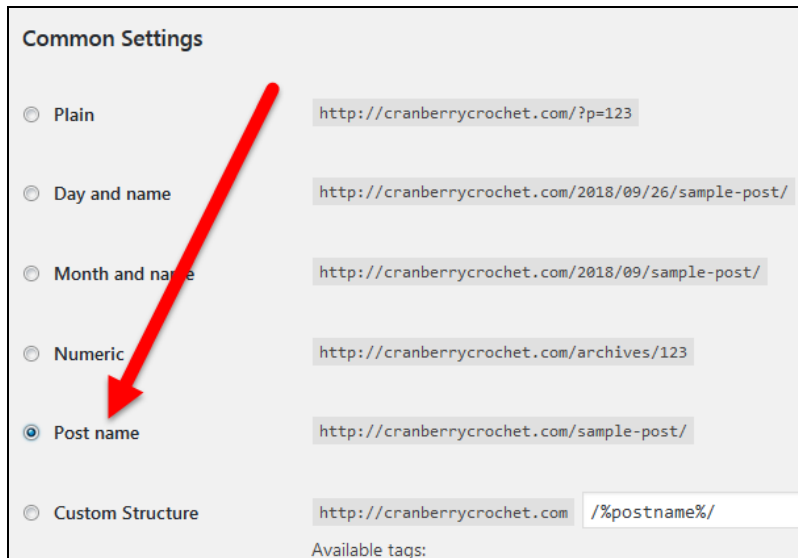 Common Settings
Plain http://cranberrycrochet.com/?p=123
Day and name http://cranberrycrochet.com/2018/09/26/sample-post/
Month and name http://cranberrycrochet.com/2018/09/sample-post/
Numeric http://cranberrycrochet.com/archives/123
Post name http://cranberrycrochet.com/sample-post/
Custom Structure http://cranberrycrochet.com /%postname%/
Available tags: